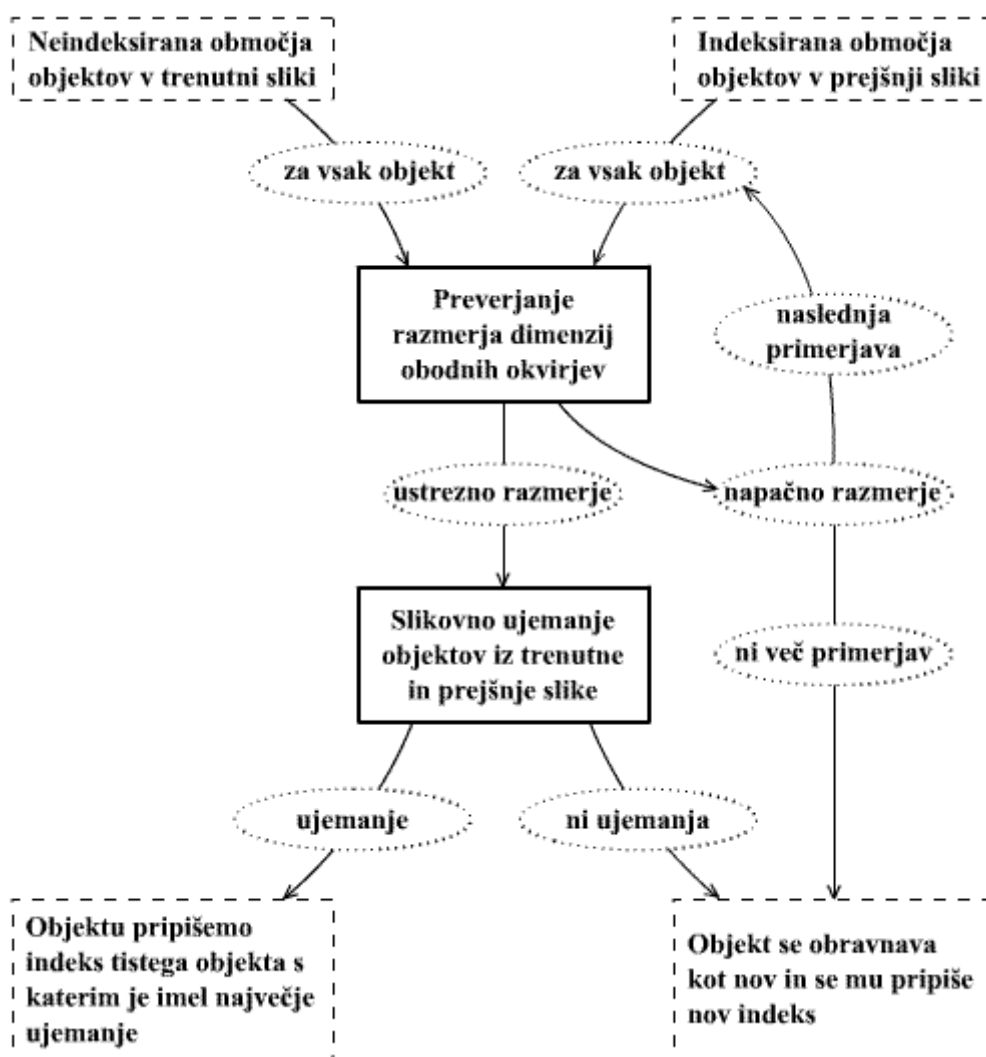 Neindeksirana območja
objektov v trenutni sliki
Indeksirana območja
objektov v prejšnji sliki
za vsak objekt
za vsak objekt
Preverjanje
razmerja dimenzij
obodnih okvirjev
naslednja
primerjava
ustrezno razmerje
napačno razmerje
Slikovno ujemanje
objektov iz trenutne
in prejšnje slike
ni več primerjav
ujemanje
ni ujemanja
Objektu pripišemo
indeks tistega objekta s
katerim je imel največje
ujemanje
Objekt se obravnava
kot nov in se mu pripiše
nov indeks